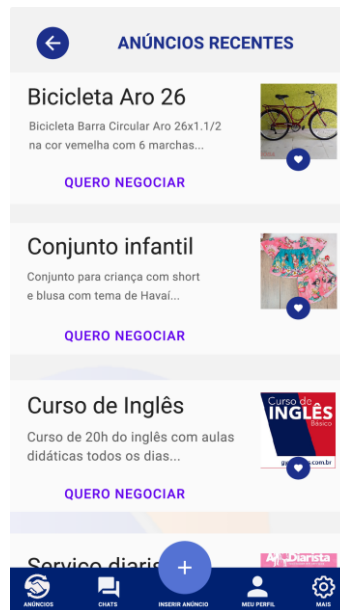 ANÚNCIOS RECENTES
Bicicleta Aro 26
Bicicleta Barra Circular Aro 26x1.1/2
na cor vemelha com 6 marchas...
QUERO NEGOCIAR
Conjunto infantil
Conjunto para criança com short
e blusa com tema de Havaí...
QUERO NEGOCIAR
Curso de Inglês
Curso de 20h do inglês com aulas
didáticas todos os dias...
Curso de
INGLÊS
Básico
QUERO NEGOCIAR
Serviço diaris
Diarista
+
ANÚNCIOS
CHATS
INSERIR ANÚNCIO
MEU PERFIL
MAIS